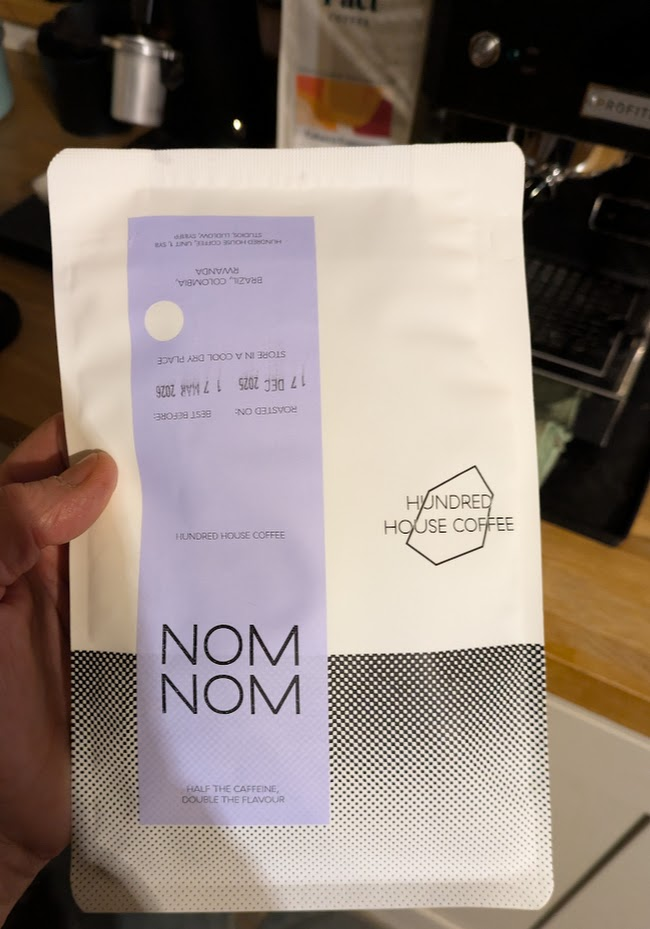 HUNDRED HOUSE COFFEE, UNIT 1, SY8
STUDIOS, LUDLOW, SY81FP
BRAZIL, COLOMBIA,
RWANDA
STORE IN A COOL DRY PLACE
17 DEC 2025 17 MAR 2026
ROASTED ON: BEST BEFORE:
HUNDRED HOUSE COFFEE
NOM
NOM
HALF THE CAFFEINE,
DOUBLE THE FLAVOUR
HUNDRED
HOUSE COFFEE
COFFEE